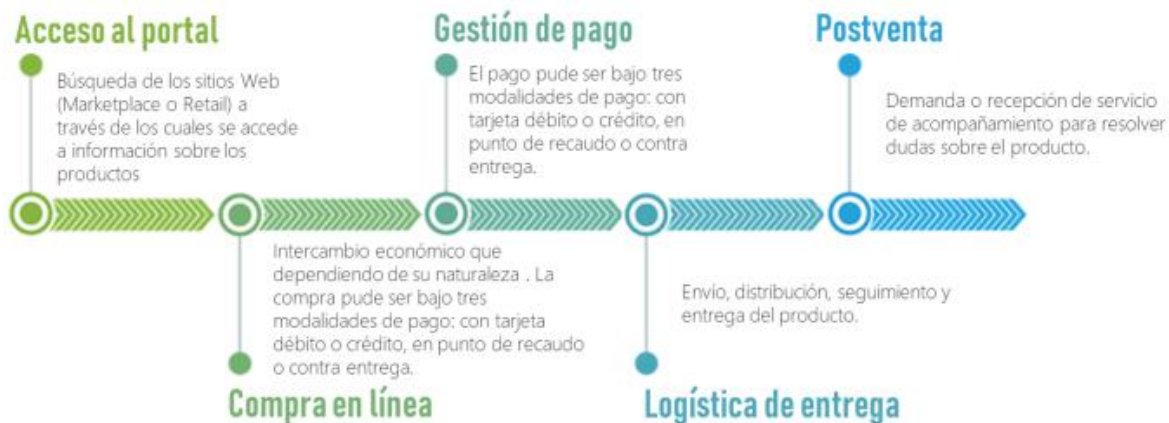 Acceso al portal
Búsqueda de los sitios Web
(Marketplace o Retail) a
través de los cuales se accede
a información sobre los
productos
Intercambio económico que
dependiendo de su naturaleza . La
compra pude ser bajo tres
modalidades de pago: con tarjeta
débito o crédito, en punto de recaudo
o contra entrega.
Compra en línea
Gestión de pago
El pago pude ser bajo tres
modalidades de pago: con
tarjeta débito o crédito, en
punto de recaudo o contra
entrega.
Envío, distribución, seguimiento y
entrega del producto.
Logística de entrega
Postventa
Demanda o recepción de servicio
de acompañamiento para resolver
dudas sobre el producto.